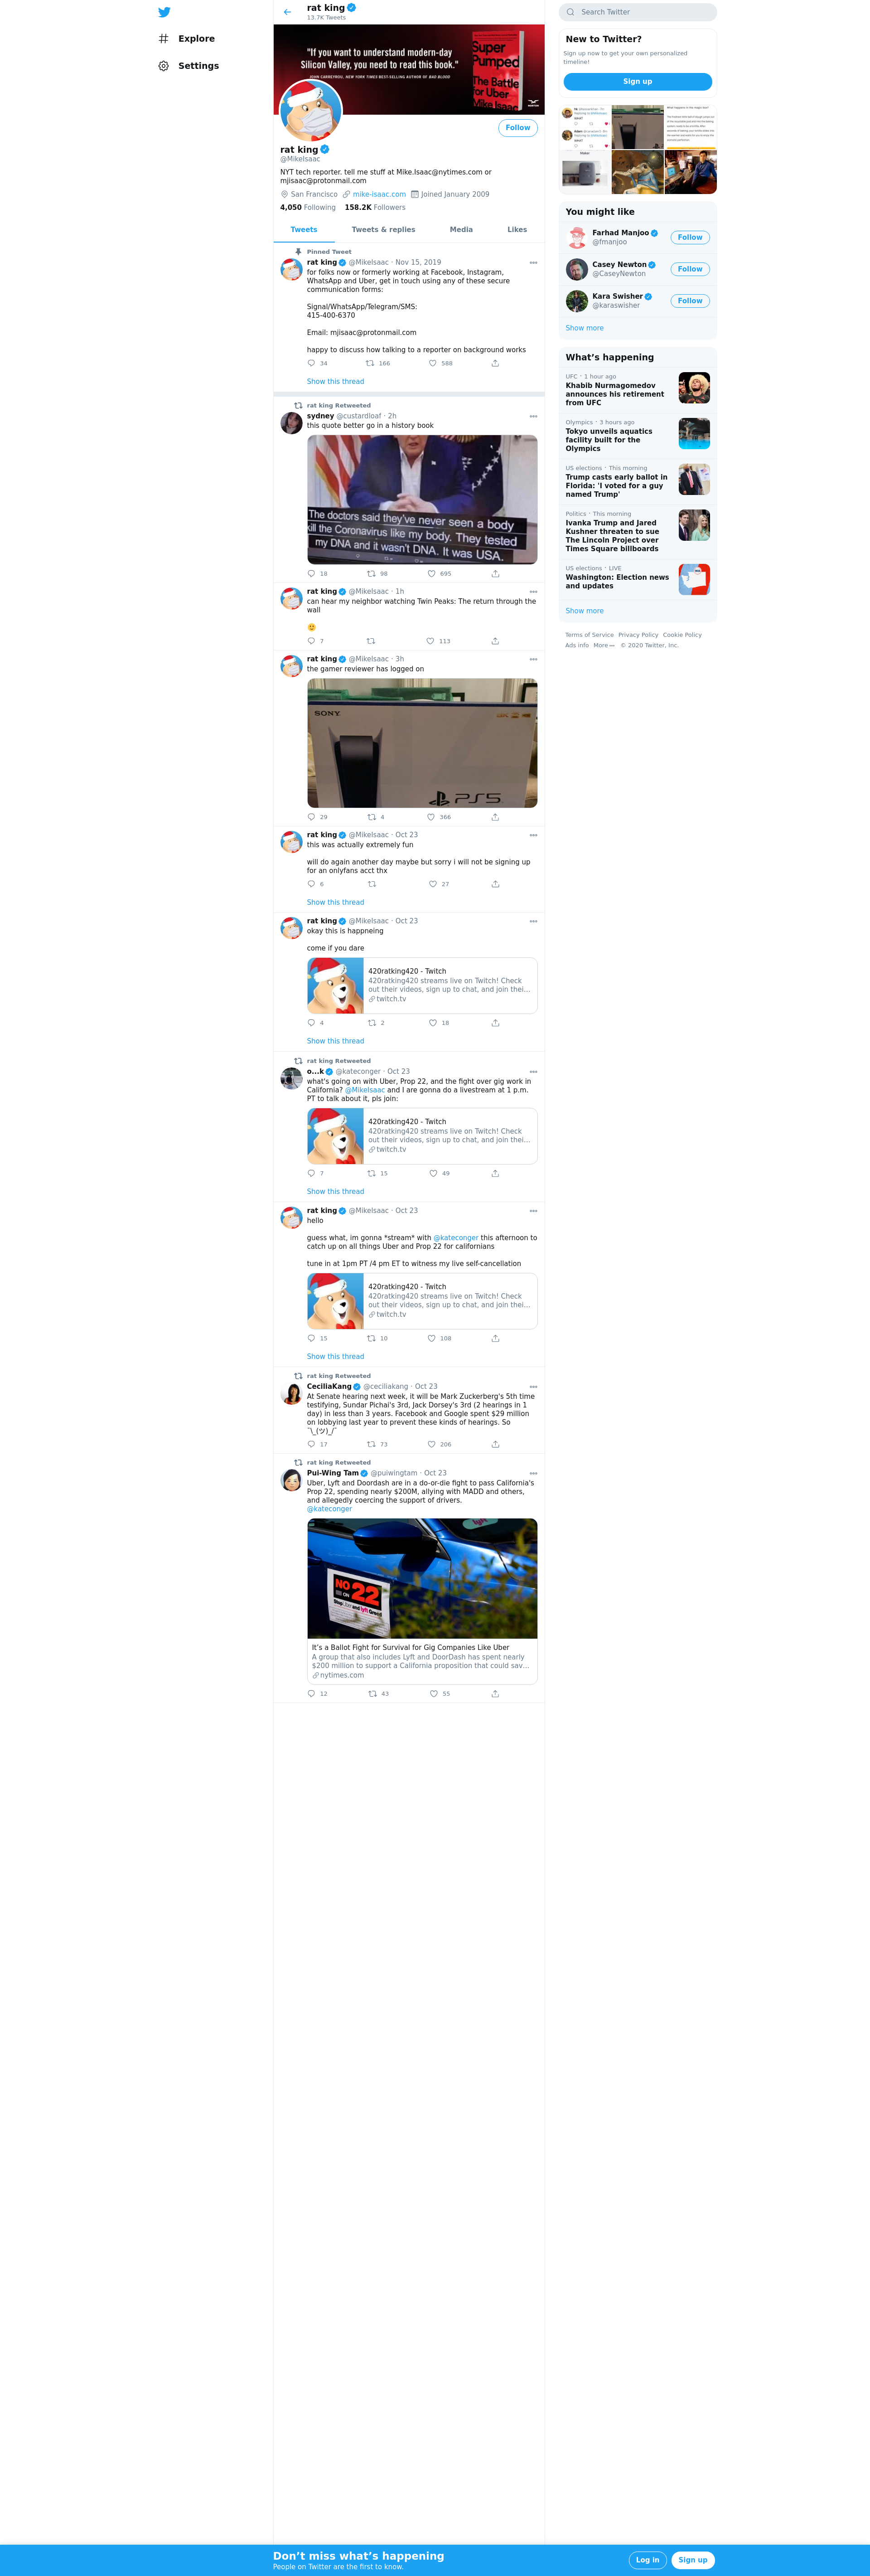 Explore
Settings
rat king
13.7K Tweets
"If you want to understand modern-day
Silicon Valley, you need to read this book."
JOHN CARREYROU, NEW YORK TIMES BEST-SELLING AUTHOR OF BAD BLOOD
Super
Pumped
The Battle
for Uber
Mike Isaac
NORTON
Follow
rat king
@MikeIsaac
NYT tech reporter. tell me stuff at Mike.Isaac@nytimes.com or
mjisaac@protonmail.com
San Francisco mike-isaac.com Joined January 2009
4,050 Following 158.2K Followers
Tweets Tweets & replies Media Likes
Pinned Tweet
rat king @MikeIsaac · Nov 15, 2019
for folks now or formerly working at Facebook, Instagram,
WhatsApp and Uber, get in touch using any of these secure
communication forms:
Signal/WhatsApp/Telegram/SMS:
415-400-6370
Email: mjisaac@protonmail.com
happy to discuss how talking to a reporter on background works
34 166 588
Show this thread
rat king Retweeted
sydney @custardloaf · 2h
this quote better go in a history book
The doctors said they've never seen a body
kill the Coronavirus like my body. They tested
my DNA and it wasn't DNA. It was USA.
18 98 695
rat king @MikeIsaac · 1h
can hear my neighbor watching Twin Peaks: The return through the
wall
🙂
7 113
rat king @MikeIsaac · 3h
the gamer reviewer has logged on
SONY
PS5
29 4 366
rat king @MikeIsaac · Oct 23
this was actually extremely fun
will do again another day maybe but sorry i will not be signing up
for an onlyfans acct thx
6 27
Show this thread
rat king @MikeIsaac · Oct 23
okay this is happneing
come if you dare
420ratking420 - Twitch
420ratking420 streams live on Twitch! Check
out their videos, sign up to chat, and join thei...
twitch.tv
4 2 18
Show this thread
rat king Retweeted
o...k @kateconger · Oct 23
what's going on with Uber, Prop 22, and the fight over gig work in
California? @MikeIsaac and I are gonna do a livestream at 1 p.m.
PT to talk about it, pls join:
420ratking420 - Twitch
420ratking420 streams live on Twitch! Check
out their videos, sign up to chat, and join thei...
twitch.tv
7 15 49
Show this thread
rat king @MikeIsaac · Oct 23
hello
guess what, im gonna *stream* with @kateconger this afternoon to
catch up on all things Uber and Prop 22 for californians
tune in at 1pm PT /4 pm ET to witness my live self-cancellation
420ratking420 - Twitch
420ratking420 streams live on Twitch! Check
out their videos, sign up to chat, and join thei...
twitch.tv
15 10 108
Show this thread
rat king Retweeted
CeciliaKang @ceciliakang · Oct 23
At Senate hearing next week, it will be Mark Zuckerberg's 5th time
testifying, Sundar Pichai's 3rd, Jack Dorsey's 3rd (2 hearings in 1
day) in less than 3 years. Facebook and Google spent $29 million
on lobbying last year to prevent these kinds of hearings. So
¯\_(ツ)_/¯
17 73 206
rat king Retweeted
Pui-Wing Tam @puiwingtam · Oct 23
Uber, Lyft and Doordash are in a do-or-die fight to pass California's
Prop 22, spending nearly $200M, allying with MADD and others,
and allegedly coercing the support of drivers.
@kateconger
NO
ON
22
It's a Ballot Fight for Survival for Gig Companies Like Uber
A group that also includes Lyft and DoorDash has spent nearly
$200 million to support a California proposition that could sav...
nytimes.com
12 43 55
Search Twitter
New to Twitter?
Sign up now to get your own personalized
timeline!
Sign up
You might like
Farhad Manjoo
@fmanjoo
Follow
Casey Newton
@CaseyNewton
Follow
Kara Swisher
@karaswisher
Follow
Show more
What's happening
UFC · 1 hour ago
Khabib Nurmagomedov
announces his retirement
from UFC
Olympics · 3 hours ago
Tokyo unveils aquatics
facility built for the
Olympics
US elections · This morning
Trump casts early ballot in
Florida: 'I voted for a guy
named Trump'
Politics · This morning
Ivanka Trump and Jared
Kushner threaten to sue
The Lincoln Project over
Times Square billboards
US elections · LIVE
Washington: Election news
and updates
Show more
Terms of Service Privacy Policy Cookie Policy
Ads info More © 2020 Twitter, Inc.
Don't miss what's happening
People on Twitter are the first to know.
Log in
Sign up